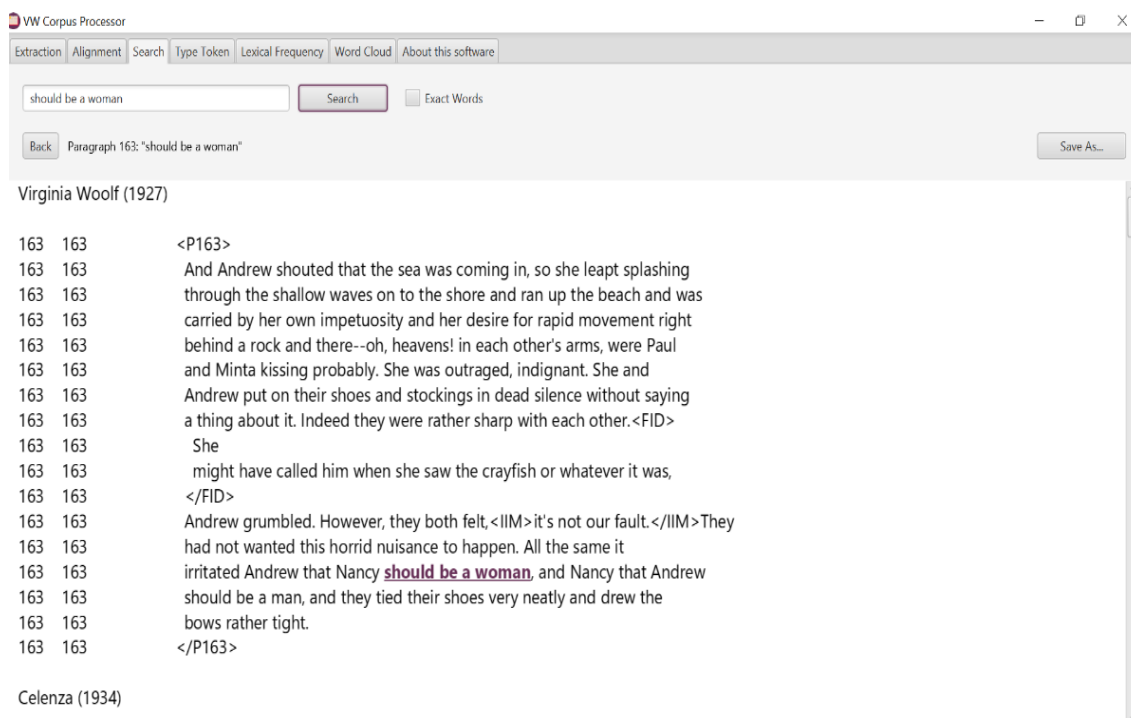 VW Corpus Processor
Extraction Alignment Search Type Token Lexical Frequency Word Cloud About this software
should be a woman Search Exact Words
Back Paragraph 163: "should be a woman" Save As...
Virginia Woolf (1927)
163 163 <P163>
163 163 And Andrew shouted that the sea was coming in, so she leapt splashing
163 163 through the shallow waves on to the shore and ran up the beach and was
163 163 carried by her own impetuosity and her desire for rapid movement right
163 163 behind a rock and there--oh, heavens! in each other's arms, were Paul
163 163 and Minta kissing probably. She was outraged, indignant. She and
163 163 Andrew put on their shoes and stockings in dead silence without saying
163 163 a thing about it. Indeed they were rather sharp with each other.<FID>
163 163 She
163 163 might have called him when she saw the crayfish or whatever it was,
163 163 </FID>
163 163 Andrew grumbled. However, they both felt,<IIM>it's not our fault.</IIM>They
163 163 had not wanted this horrid nuisance to happen. All the same it
163 163 irritated Andrew that Nancy should be a woman, and Nancy that Andrew
163 163 should be a man, and they tied their shoes very neatly and drew the
163 163 bows rather tight.
163 163 </P163>
Celenza (1934)